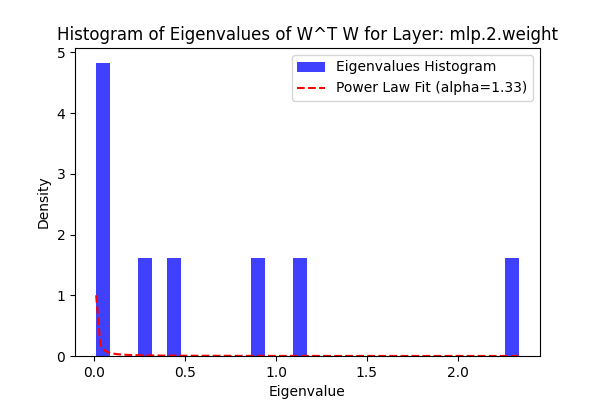 Histogram of Eigenvalues of W^T W for Layer: mlp.2.weight
Eigenvalues Histogram
Power Law Fit (alpha=1.33)
Density
5
4
3
2
1
0
0.0 0.5 1.0 1.5 2.0
Eigenvalue